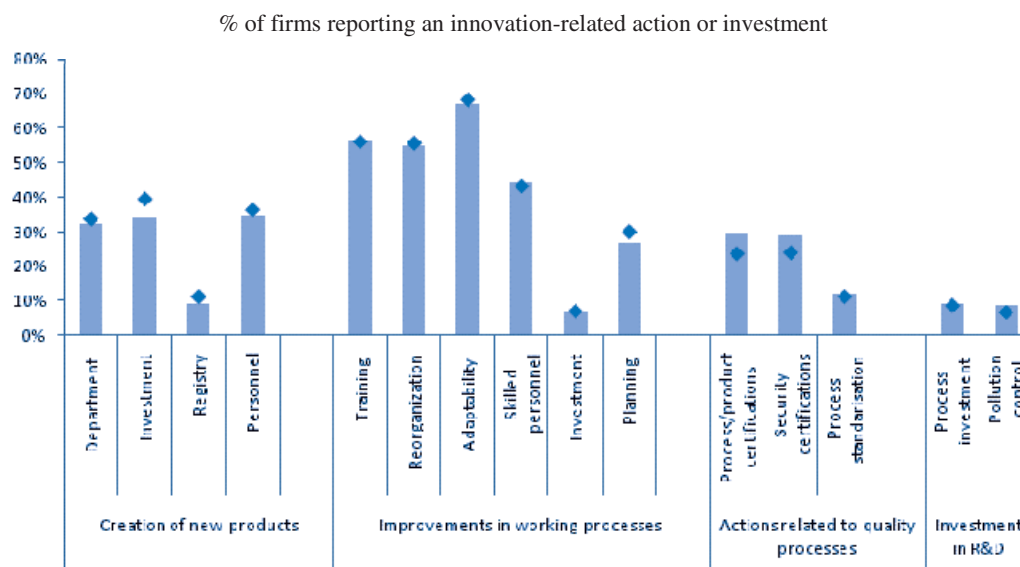 % of firms reporting an innovation-related action or investment
80%
70%
60%
50%
40%
30%
20%
10%
0%
Department
Investment
Registry
Personnel
Training
Reorganization
Adaptability
Skilled
personnel
Investment
Planning
Process/product
certifications
Security
certifications
Process
standarisation
Process
investment
Pollution
control
Creation of new products
Improvements in working processes
Actions related to quality
processes
Investment
in R&D